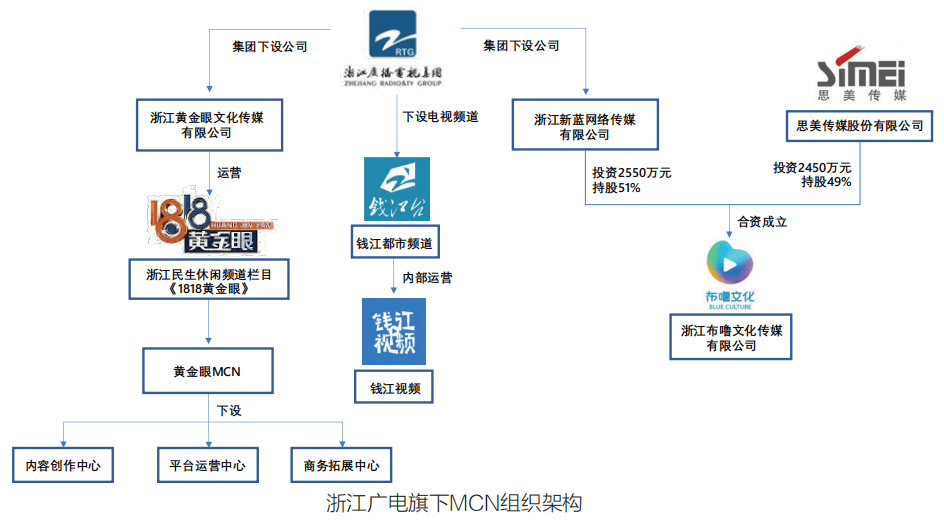 集团下设公司
RTG
浙江广播電視集團
ZHEJIANG RADIO&TV GROUP
集团下设公司
SIMEI
思美传媒
浙江黄金眼文化传媒
有限公司
下设电视频道
浙江新蓝网络传媒
有限公司
思美传媒股份有限公司
运营
投资2550万元
持股51%
投资2450万元
持股49%
钱江台
1818
HUANG JIN YAN
黄金眼
钱江都市频道
合资成立
浙江民生休闲频道栏目
《1818黄金眼》
内部运营
布噜文化
BLUE CULTURE
钱江
视频
浙江布噜文化传媒
有限公司
黄金眼MCN
钱江视频
下设
内容创作中心
平台运营中心
商务拓展中心
浙江广电旗下MCN组织架构